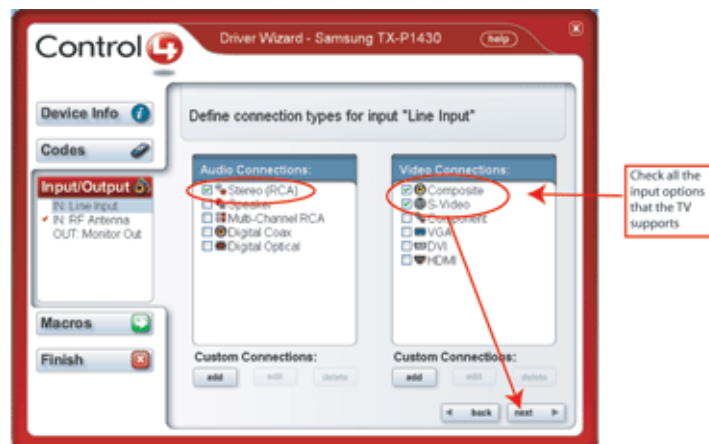 Control4
Driver Wizard - Samsung TX-P1430
help
x
Device Info
Codes
Input/Output
IN: Line Input
IN: RF Antenna
OUT: Monitor Out
Macros
Finish
Define connection types for input "Line Input"
Audio Connections:
Stereo (RCA)
Speaker
Multi-Channel RCA
Digital Coax
Digital Optical
Custom Connections:
add edit delete
Video Connections:
Composite
S-Video
Component
VGA
DVI
HDMI
Custom Connections:
add edit delete
back next
Check all the
input options
that the TV
supports